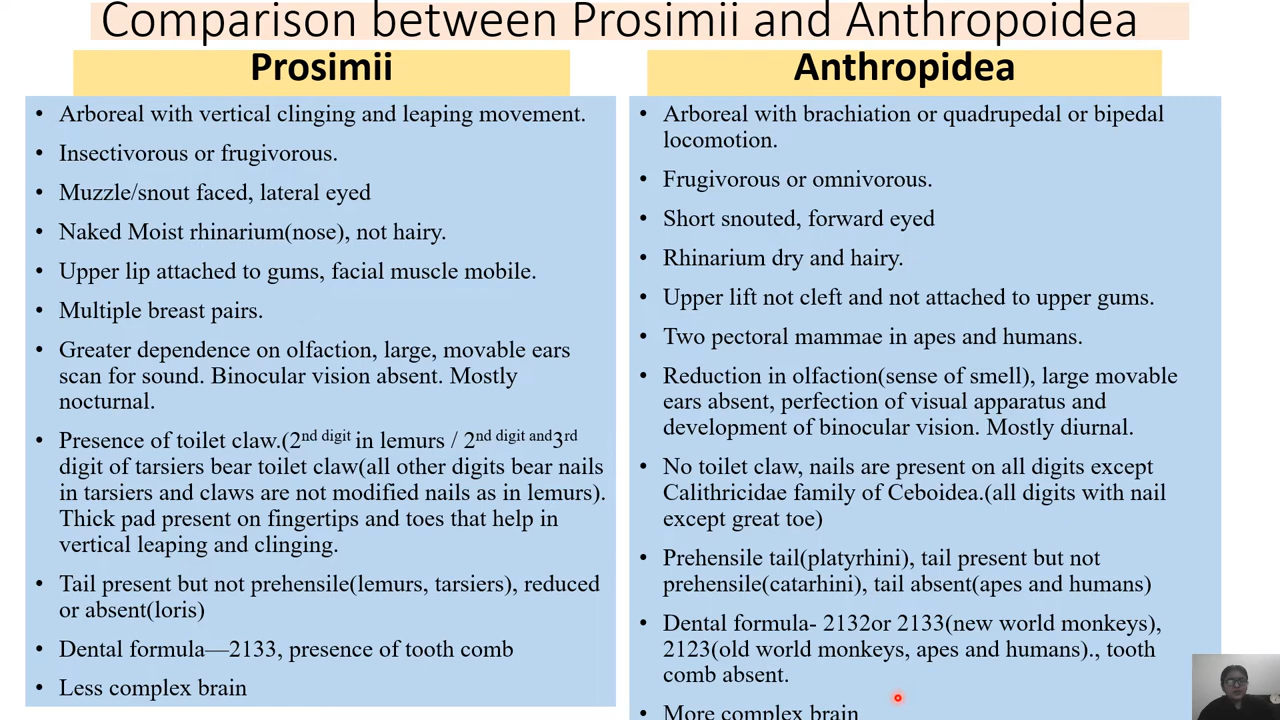 Comparison between Prosimii and Anthropoidea
Prosimii
• Arboreal with vertical clinging and leaping movement.
• Insectivorous or frugivorous.
• Muzzle/snout faced, lateral eyed
• Naked Moist rhinarium(nose), not hairy.
• Upper lip attached to gums, facial muscle mobile.
• Multiple breast pairs.
• Greater dependence on olfaction, large, movable ears
scan for sound. Binocular vision absent. Mostly
nocturnal.
• Presence of toilet claw.(2nd digit in lemurs / 2nd digit and3rd
digit of tarsiers bear toilet claw(all other digits bear nails
in tarsiers and claws are not modified nails as in lemurs).
Thick pad present on fingertips and toes that help in
vertical leaping and clinging.
• Tail present but not prehensile(lemurs, tarsiers), reduced
or absent(loris)
• Dental formula—2133, presence of tooth comb
• Less complex brain
Anthropidea
• Arboreal with brachiation or quadrupedal or bipedal
locomotion.
• Frugivorous or omnivorous.
• Short snouted, forward eyed
• Rhinarium dry and hairy.
• Upper lift not cleft and not attached to upper gums.
• Two pectoral mammae in apes and humans.
• Reduction in olfaction(sense of smell), large movable
ears absent, perfection of visual apparatus and
development of binocular vision. Mostly diurnal.
• No toilet claw, nails are present on all digits except
Calithricidae family of Ceboidea.(all digits with nail
except great toe)
• Prehensile tail(platyrhini), tail present but not
prehensile(catarhini), tail absent(apes and humans)
• Dental formula- 2132or 2133(new world monkeys),
2123(old world monkeys, apes and humans)., tooth
comb absent.
• More complex brain